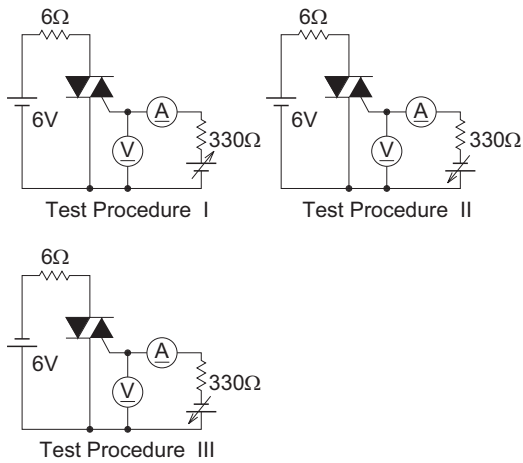 6Ω
6V
A
V
330Ω
Test Procedure I
6Ω
6V
A
V
330Ω
Test Procedure II
6Ω
6V
A
V
330Ω
Test Procedure III